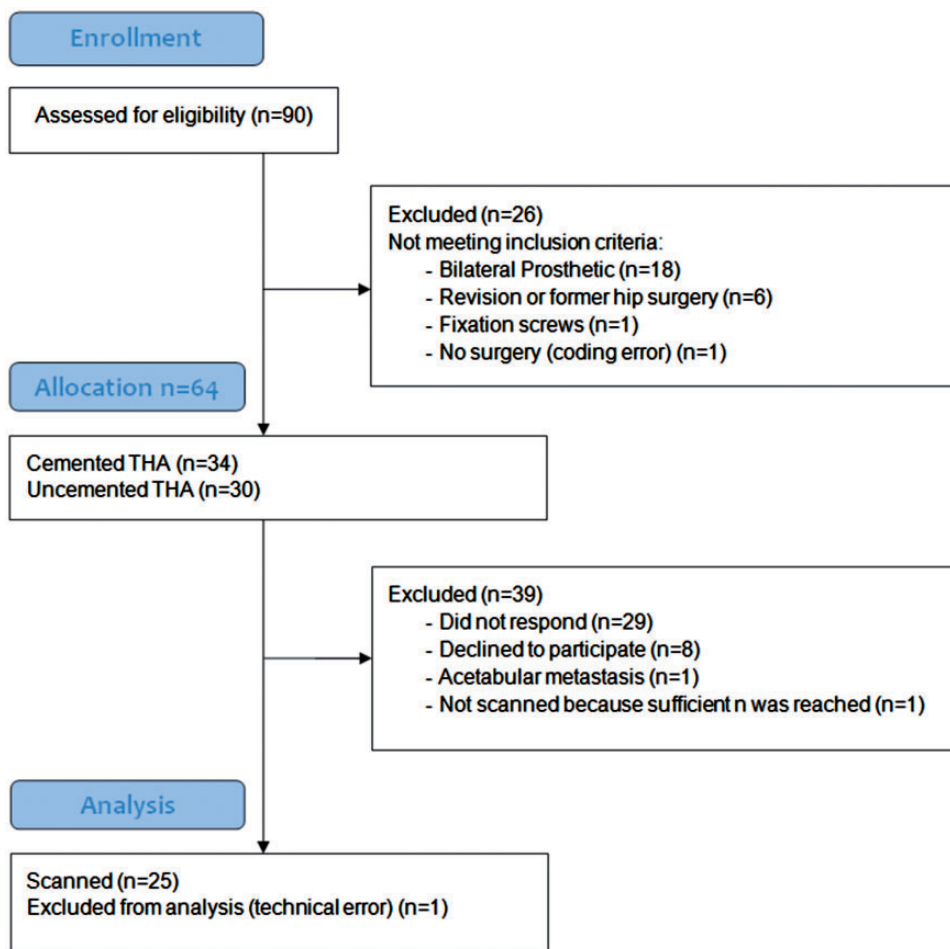 Enrollment
Assessed for eligibility (n=90)
Excluded (n=26)
Not meeting inclusion criteria:
- Bilateral Prosthetic (n=18)
- Revision or former hip surgery (n=6)
- Fixation screws (n=1)
- No surgery (coding error) (n=1)
Allocation n=64
Cemented THA (n=34)
Uncemented THA (n=30)
Excluded (n=39)
- Did not respond (n=29)
- Declined to participate (n=8)
- Acetabular metastasis (n=1)
- Not scanned because sufficient n was reached (n=1)
Analysis
Scanned (n=25)
Excluded from analysis (technical error) (n=1)